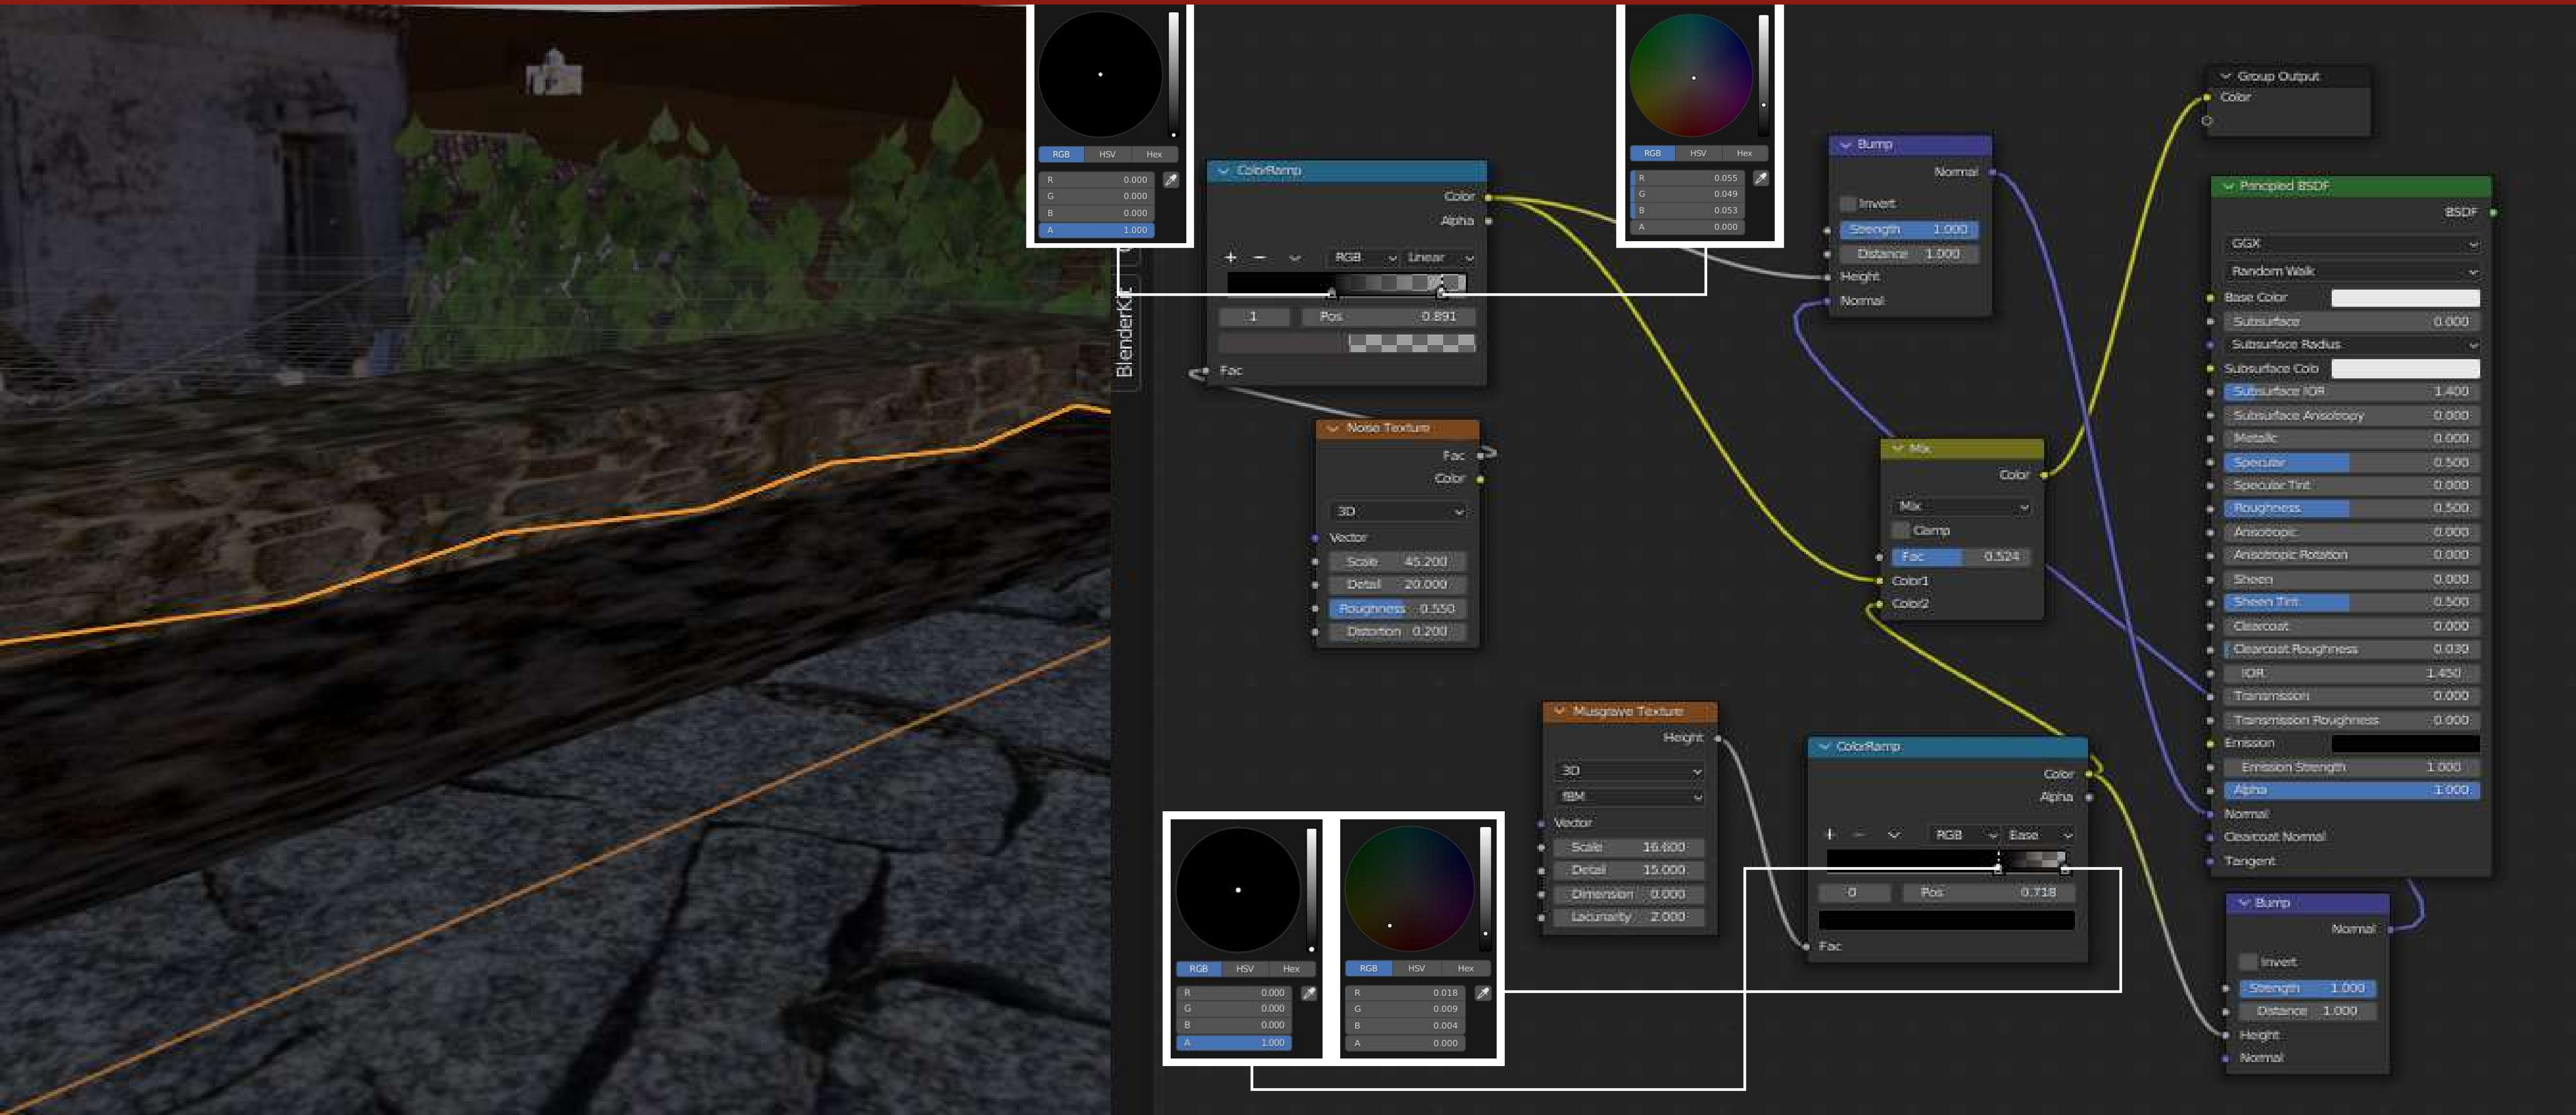 RGB HSV Hex
R 0.000
G 0.000
B 0.000
A 1.000
RGB HSV Hex
R 0.055
G 0.049
B 0.053
A 0.000
BlenderKit
ColorRamp
Color
Alpha
RGB Linear
1 Pos 0.891
Fac
Noise Texture
Fac
Color
3D
Vector
Scale 45.200
Detail 20.000
Roughness 0.550
Distortion 0.200
Bump
Normal
Invert
Strength 1.000
Distance 1.000
Height
Normal
Mix
Color
Mix
Clamp
Fac 0.524
Color1
Color2
Musgrave Texture
Height
3D
fBM
Vector
Scale 16.600
Detail 15.000
Dimension 0.000
Lacunarity 2.000
ColorRamp
Color
Alpha
RGB Ease
0 Pos 0.718
Fac
RGB HSV Hex
R 0.000
G 0.000
B 0.000
A 1.000
RGB HSV Hex
R 0.018
G 0.009
B 0.004
A 0.000
Group Output
Color
Principled BSDF
BSDF
GGX
Random Walk
Base Color
Subsurface 0.000
Subsurface Radius
Subsurface Colo
Subsurface IOR 1.400
Subsurface Anisotropy 0.000
Metallic 0.000
Specular 0.500
Specular Tint 0.000
Roughness 0.500
Anisotropic 0.000
Anisotropic Rotation 0.000
Sheen 0.000
Sheen Tint 0.500
Clearcoat 0.000
Clearcoat Roughness 0.030
IOR 1.450
Transmission 0.000
Transmission Roughness 0.000
Emission
Emission Strength 1.000
Alpha 1.000
Normal
Clearcoat Normal
Tangent
Bump
Normal
Invert
Strength 1.000
Distance 1.000
Height
Normal